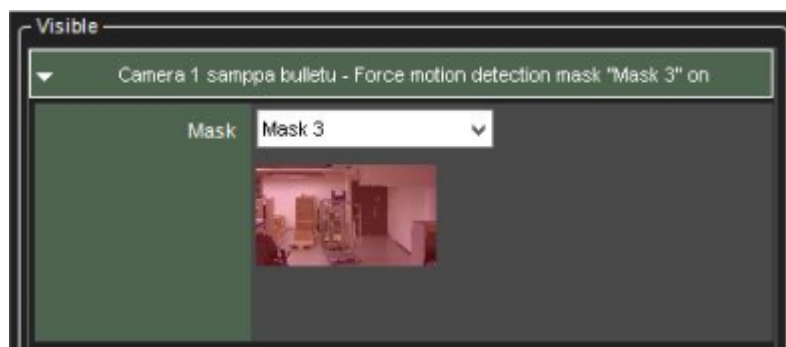 Visible
Camera 1 samppa bulletu - Force motion detection mask "Mask 3" on
Mask
Mask 3